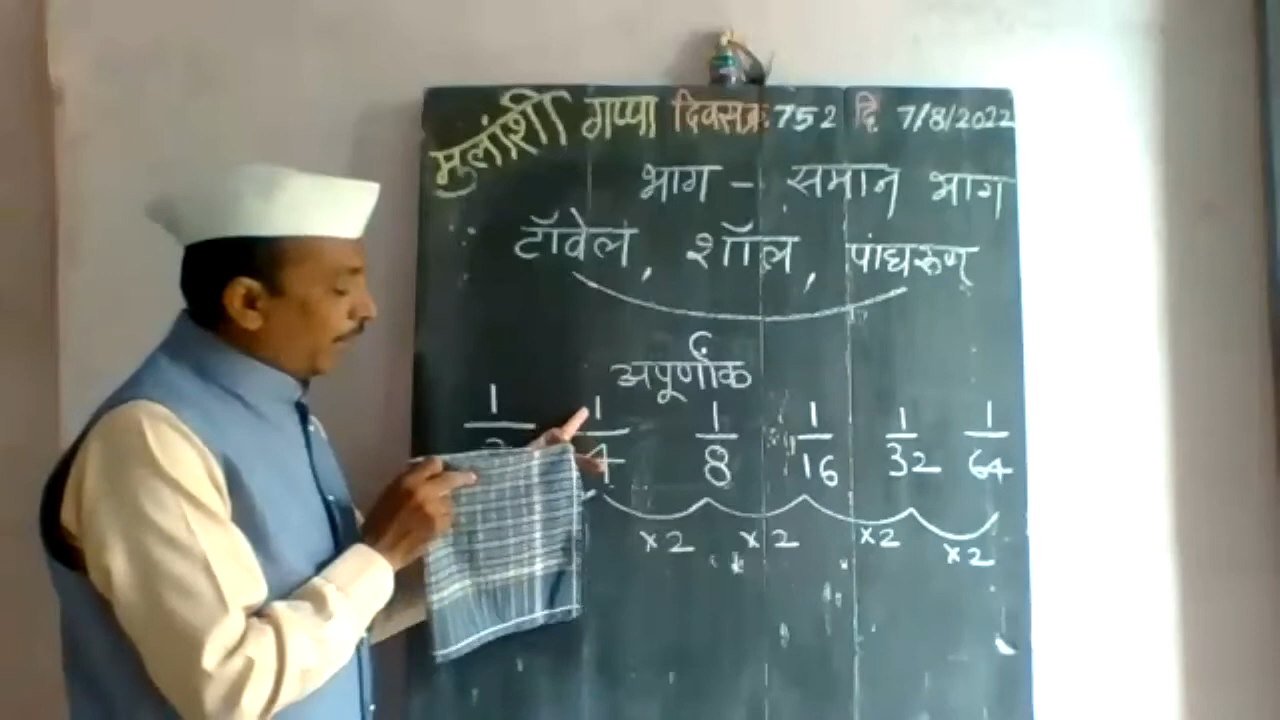 मुलांशी गप्पा दिवस क्र. 752 दि 7/8/2022
भाग - समान भाग
टॉवेल, शॉल, पांघरूण
अपूर्णांक
1 1 1 1 1 1
4 8 16 32 64
×2 ×2 ×2 ×2